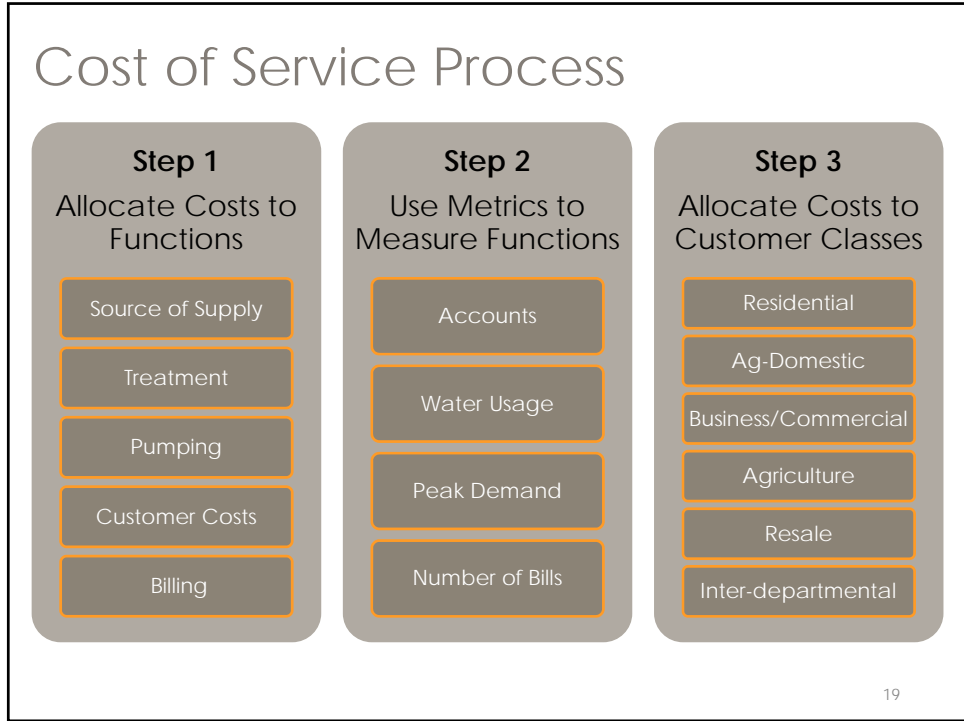 Cost of Service Process
Step 1
Allocate Costs to
Functions
Source of Supply
Treatment
Pumping
Customer Costs
Billing
Step 2
Use Metrics to
Measure Functions
Accounts
Water Usage
Peak Demand
Number of Bills
Step 3
Allocate Costs to
Customer Classes
Residential
Ag-Domestic
Business/Commercial
Agriculture
Resale
Inter-departmental
19